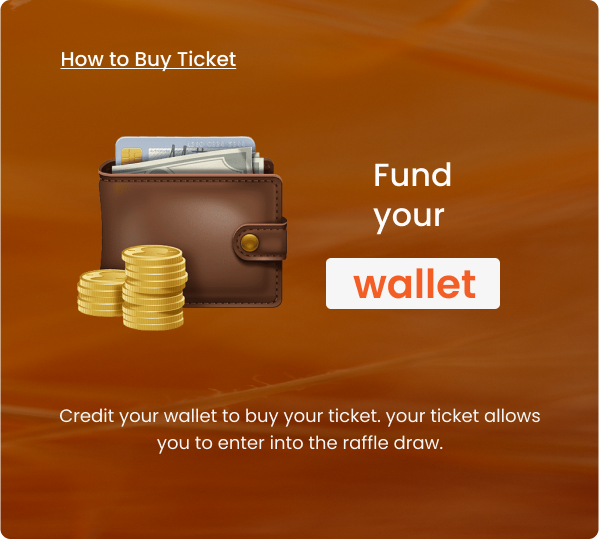 How to Buy Ticket
Fund
your
wallet
Credit your wallet to buy your ticket. your ticket allows
you to enter into the raffle draw.